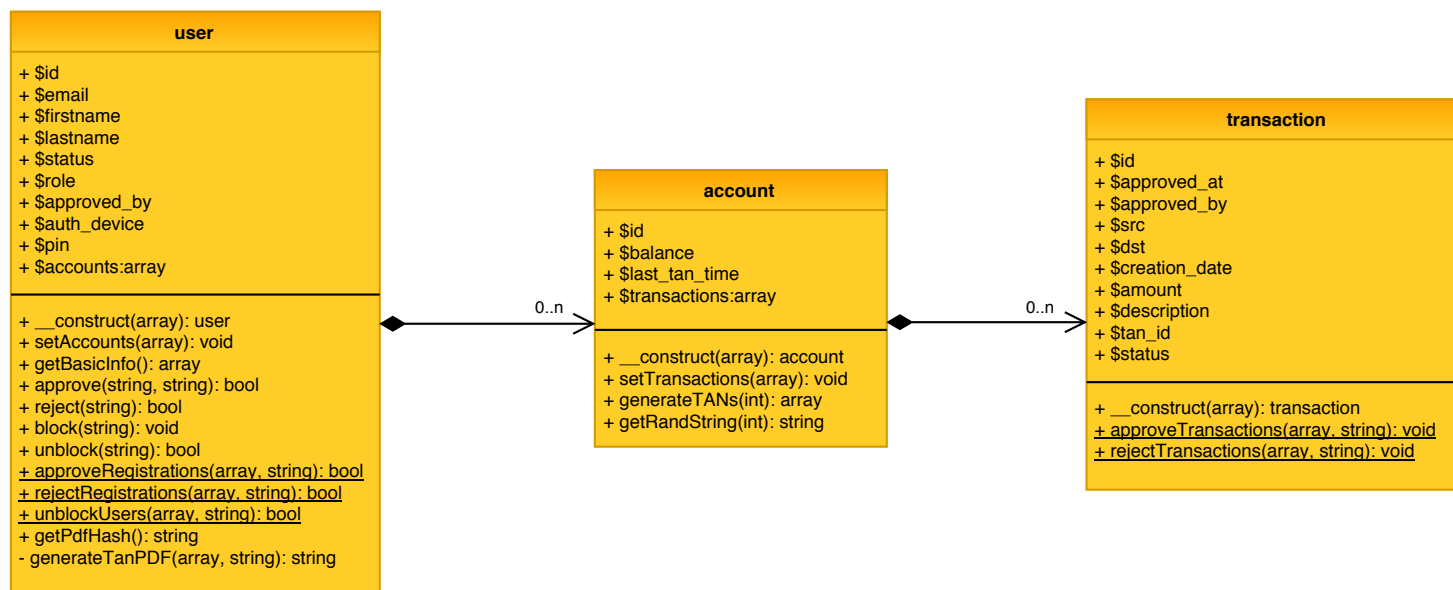 user
+ $id
+ $email
+ $firstname
+ $lastname
+ $status
+ $role
+ $approved_by
+ $auth_device
+ $pin
+ $accounts:array
+ __construct(array): user
+ setAccounts(array): void
+ getBasicInfo(): array
+ approve(string, string): bool
+ reject(string): bool
+ block(string): void
+ unblock(string): bool
+ approveRegistrations(array, string): bool
+ rejectRegistrations(array, string): bool
+ unblockUsers(array, string): bool
+ getPdfHash(): string
- generateTanPDF(array, string): string
0..n
account
+ $id
+ $balance
+ $last_tan_time
+ $transactions:array
+ __construct(array): account
+ setTransactions(array): void
+ generateTANs(int): array
+ getRandString(int): string
0..n
transaction
+ $id
+ $approved_at
+ $approved_by
+ $src
+ $dst
+ $creation_date
+ $amount
+ $description
+ $tan_id
+ $status
+ __construct(array): transaction
+ approveTransactions(array, string): void
+ rejectTransactions(array, string): void